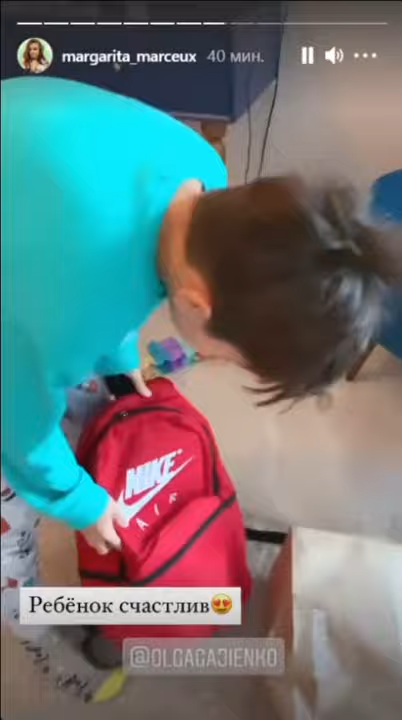 margarita_marceux 40 мин.
NIKE
AIR
Ребёнок счастлив😍
@OLGAGAJIENKO